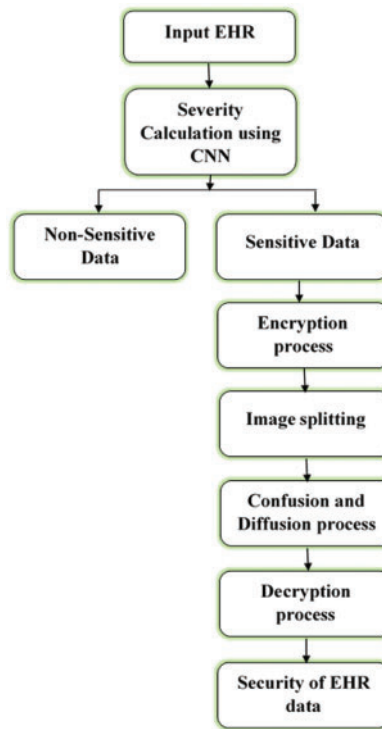 Input EHR
Severity
Calculation using
CNN
Non-Sensitive
Data
Sensitive Data
Encryption
process
Image splitting
Confusion and
Diffusion process
Decryption
process
Security of EHR
data